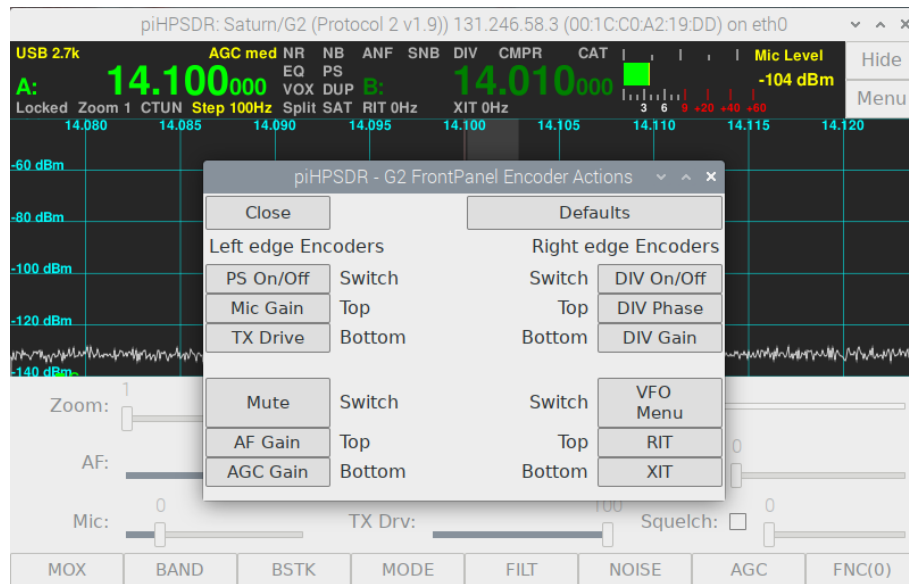 piHPSDR: Saturn/G2 (Protocol 2 v1.9)) 131.246.58.3 (00:1C:C0:A2:19:DD) on eth0
USB 2.7k AGC med NR NB ANF SNB DIV CMPR CAT Mic Level Hide
A: 14.100000 EQ PS VOX DUP B: 14.010000 -104 dBm
3 6 9 +20 +40 +60 Menu
Locked Zoom 1 CTUN Step 100Hz Split SAT RIT 0Hz XIT 0Hz
14.080 14.085 14.090 14.095 14.100 14.105 14.110 14.115 14.120
-60 dBm
piHPSDR - G2 FrontPanel Encoder Actions
Close Defaults
-80 dBm
Left edge Encoders Right edge Encoders
-100 dBm
PS On/Off Switch Switch DIV On/Off
Mic Gain Top Top DIV Phase
-120 dBm
TX Drive Bottom Bottom DIV Gain
-140 dBm
Zoom: 1
Mute Switch Switch VFO Menu
AF Gain Top Top RIT
0
AF:
AGC Gain Bottom Bottom XIT
0 100 0
Mic: TX Drv: Squelch:
MOX BAND BSTK MODE FILT NOISE AGC FNC(0)